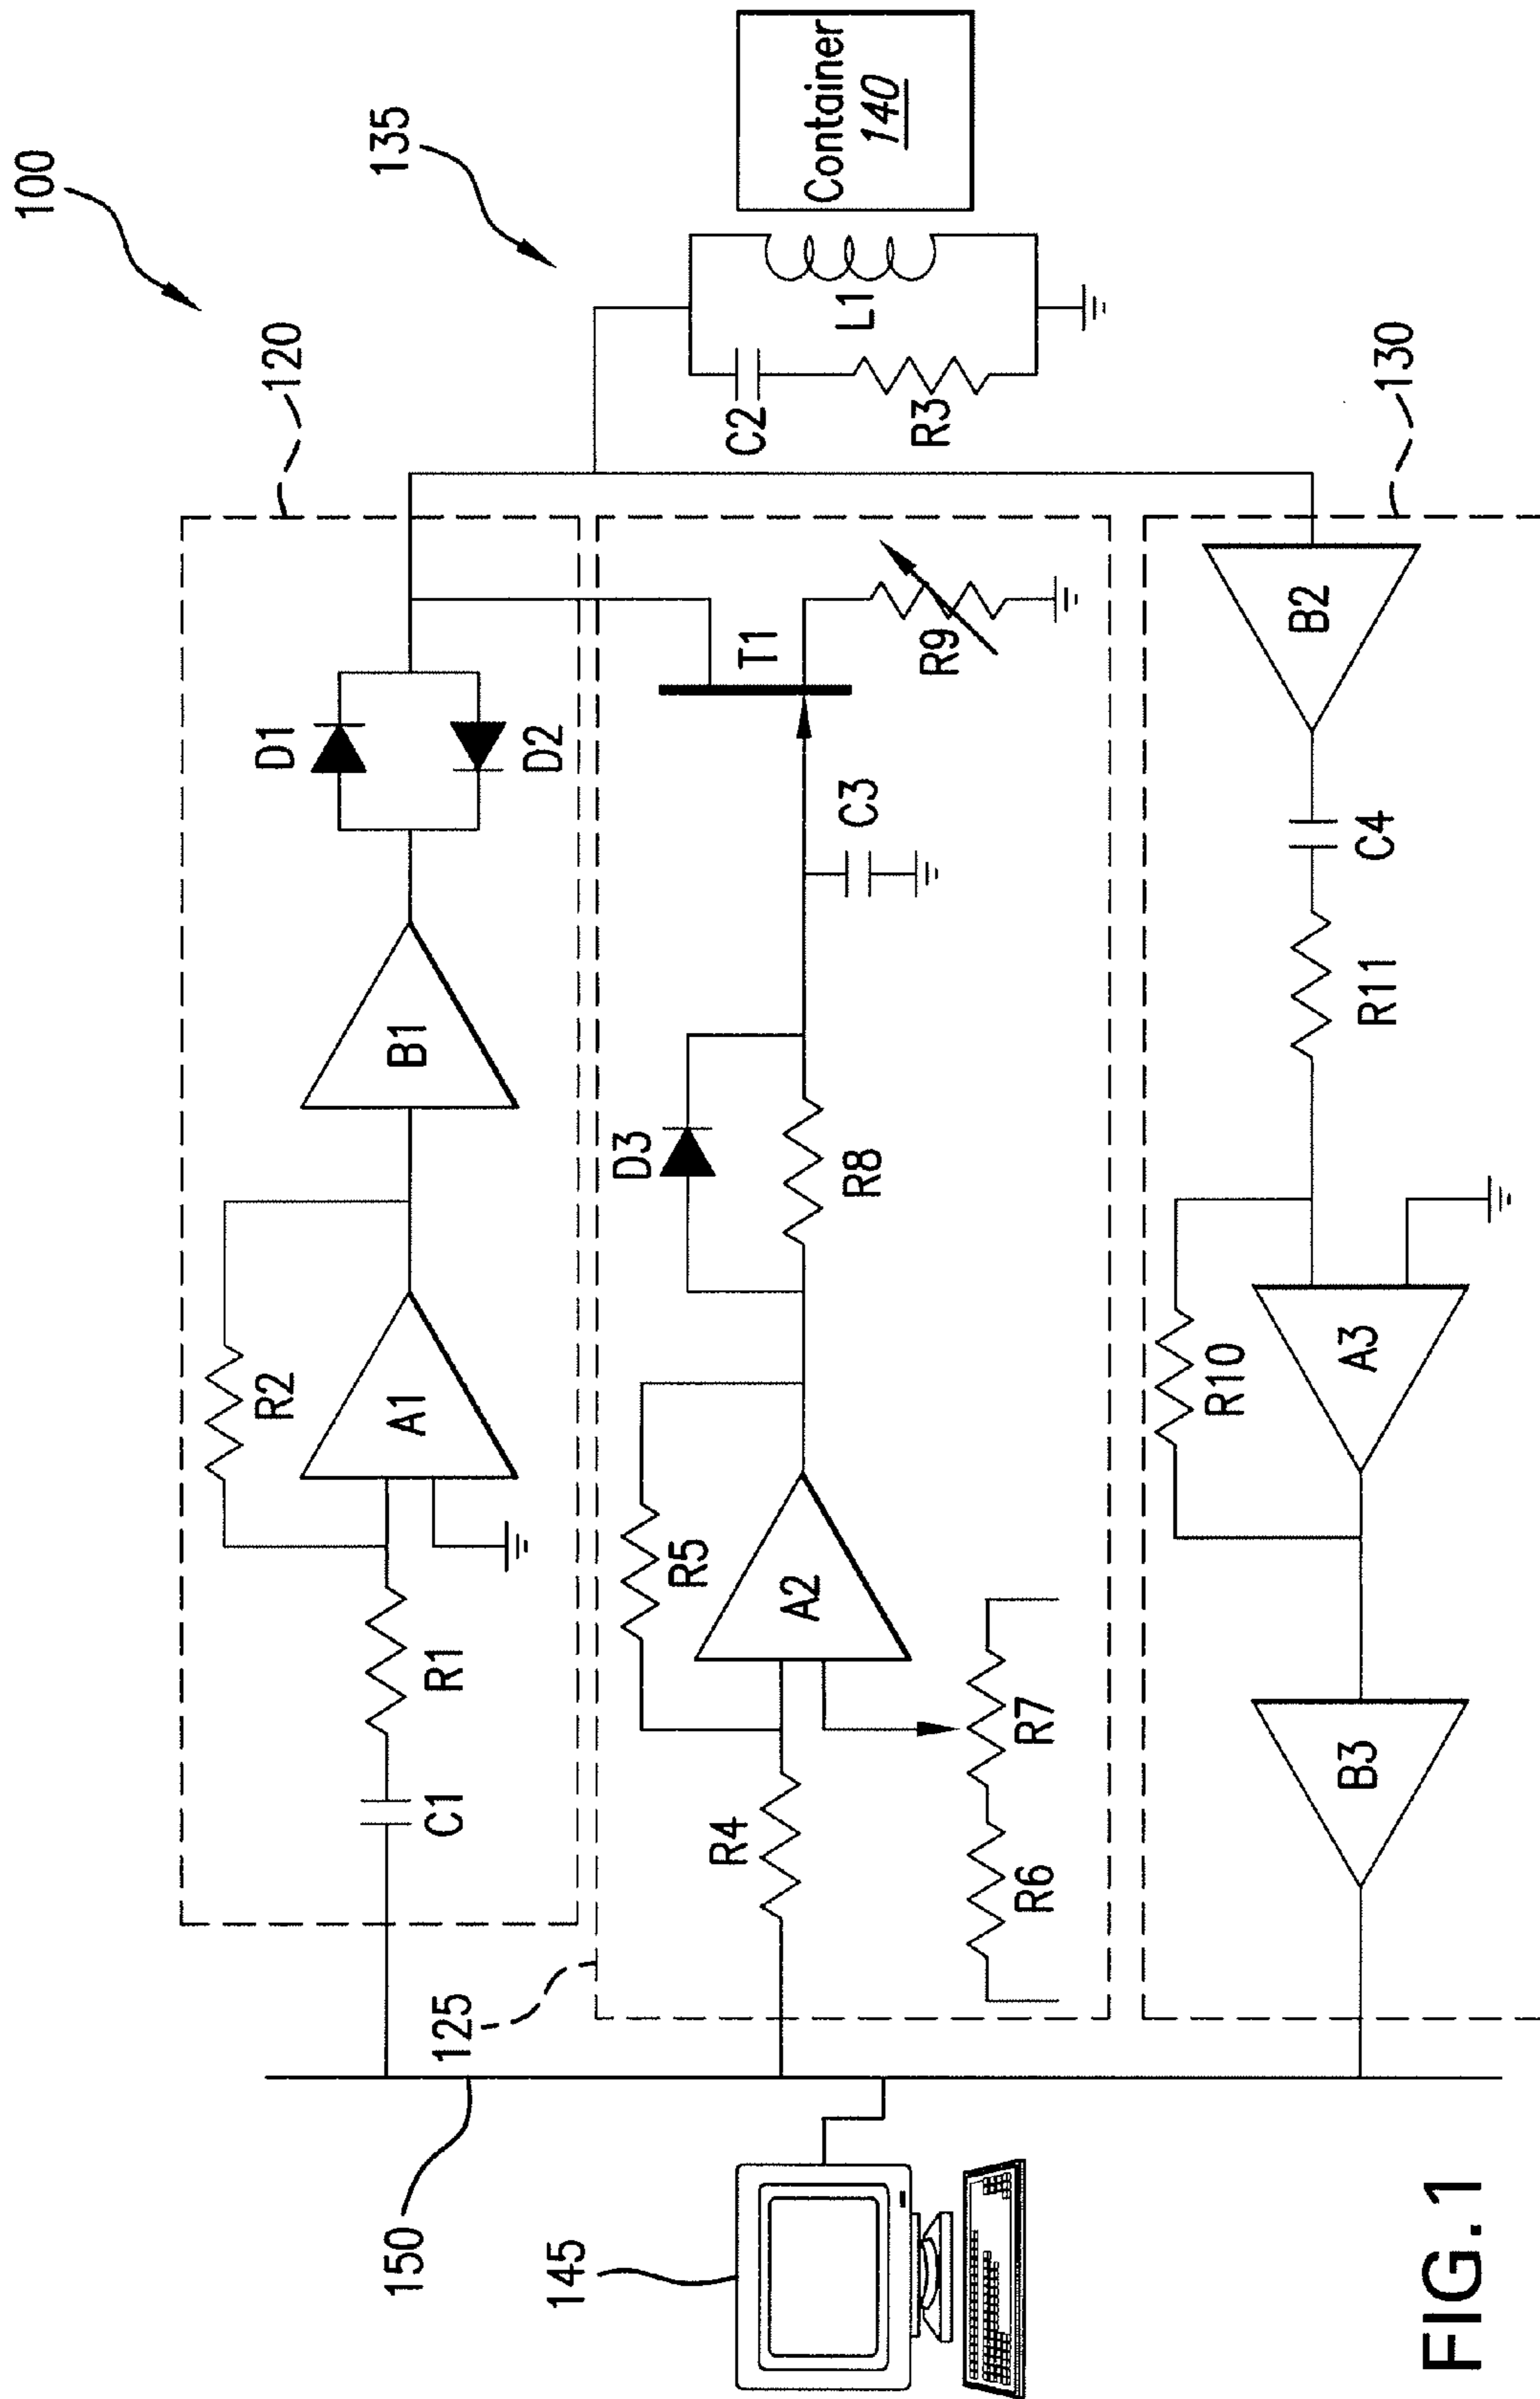 100
135
Container
140
120
D1
D2
B1
R2
A1
R1
C1
L1
C2
R3
T1
R9
C3
D3
R8
R5
A2
R4
R7
R6
125
130
B2
C4
R11
R10
A3
B3
150
145
FIG.1